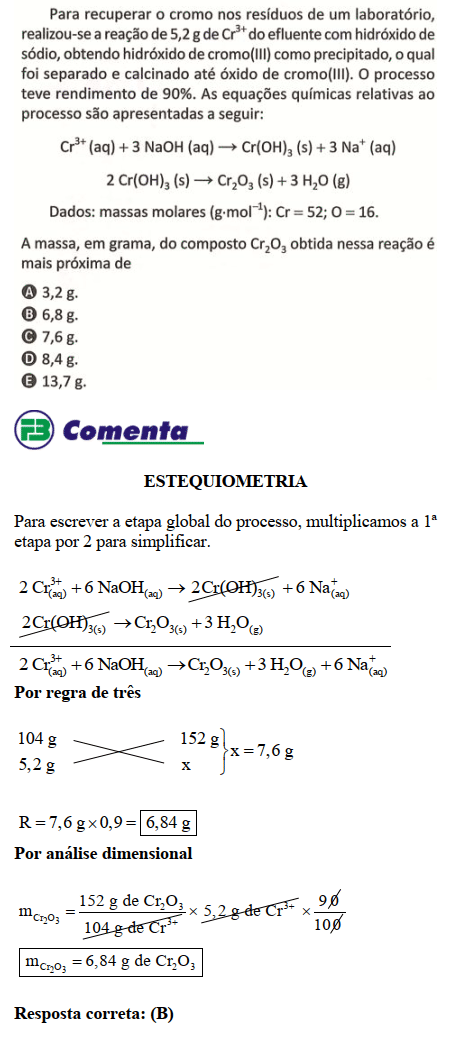 Para recuperar o cromo nos resíduos de um laboratório,
realizou-se a reação de 5,2 g de Cr³⁺ do efluente com hidróxido de
sódio, obtendo hidróxido de cromo(III) como precipitado, o qual
foi separado e calcinado até óxido de cromo(III). O processo
teve rendimento de 90%. As equações químicas relativas ao
processo são apresentadas a seguir:
Cr³⁺ (aq) + 3 NaOH (aq) → Cr(OH)₃ (s) + 3 Na⁺ (aq)
2 Cr(OH)₃ (s) → Cr₂O₃ (s) + 3 H₂O (g)
Dados: massas molares (g·mol⁻¹): Cr = 52; O = 16.
A massa, em grama, do composto Cr₂O₃ obtida nessa reação é
mais próxima de
A 3,2 g.
B 6,8 g.
C 7,6 g.
D 8,4 g.
E 13,7 g.
FB Comenta
ESTEQUIOMETRIA
Para escrever a etapa global do processo, multiplicamos a 1ª
etapa por 2 para simplificar.
2 Cr³⁺(aq) + 6 NaOH(aq) → 2Cr(OH)₃(s) + 6 Na⁺(aq)
2Cr(OH)₃(s) → Cr₂O₃(s) + 3 H₂O(g)
2 Cr³⁺(aq) + 6 NaOH(aq) → Cr₂O₃(s) + 3 H₂O(g) + 6 Na⁺(aq)
Por regra de três
104 g 152 g
5,2 g x } x = 7,6 g
R = 7,6 g × 0,9 = 6,84 g
Por análise dimensional
m Cr₂O₃ = 152 g de Cr₂O₃ / 104 g de Cr³⁺ × 5,2 g de Cr³⁺ × 90 / 100
m Cr₂O₃ = 6,84 g de Cr₂O₃
Resposta correta: (B)